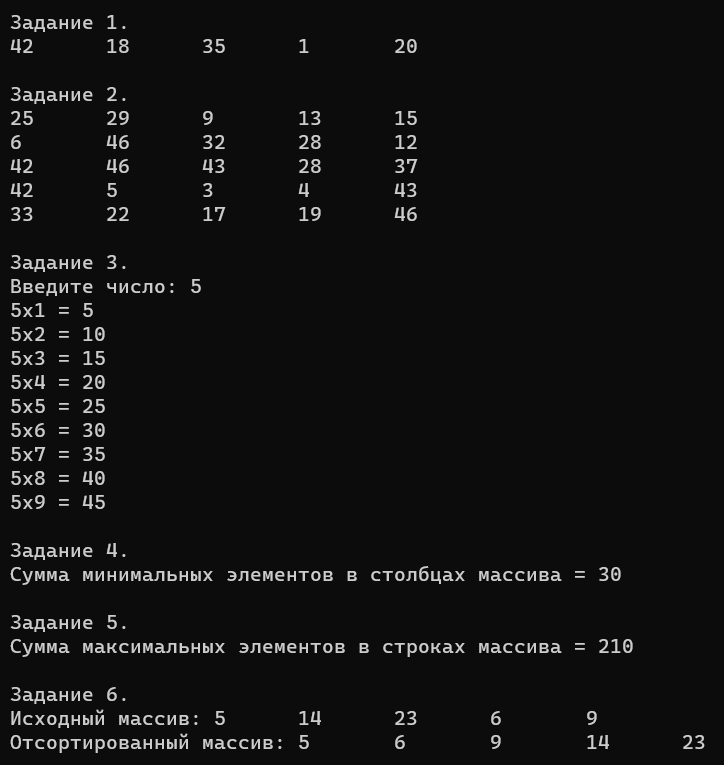 Задание 1.
42 18 35 1 20
Задание 2.
25 29 9 13 15
6 46 32 28 12
42 46 43 28 37
42 5 3 4 43
33 22 17 19 46
Задание 3.
Введите число: 5
5x1 = 5
5x2 = 10
5x3 = 15
5x4 = 20
5x5 = 25
5x6 = 30
5x7 = 35
5x8 = 40
5x9 = 45
Задание 4.
Сумма минимальных элементов в столбцах массива = 30
Задание 5.
Сумма максимальных элементов в строках массива = 210
Задание 6.
Исходный массив: 5 14 23 6 9
Отсортированный массив: 5 6 9 14 23